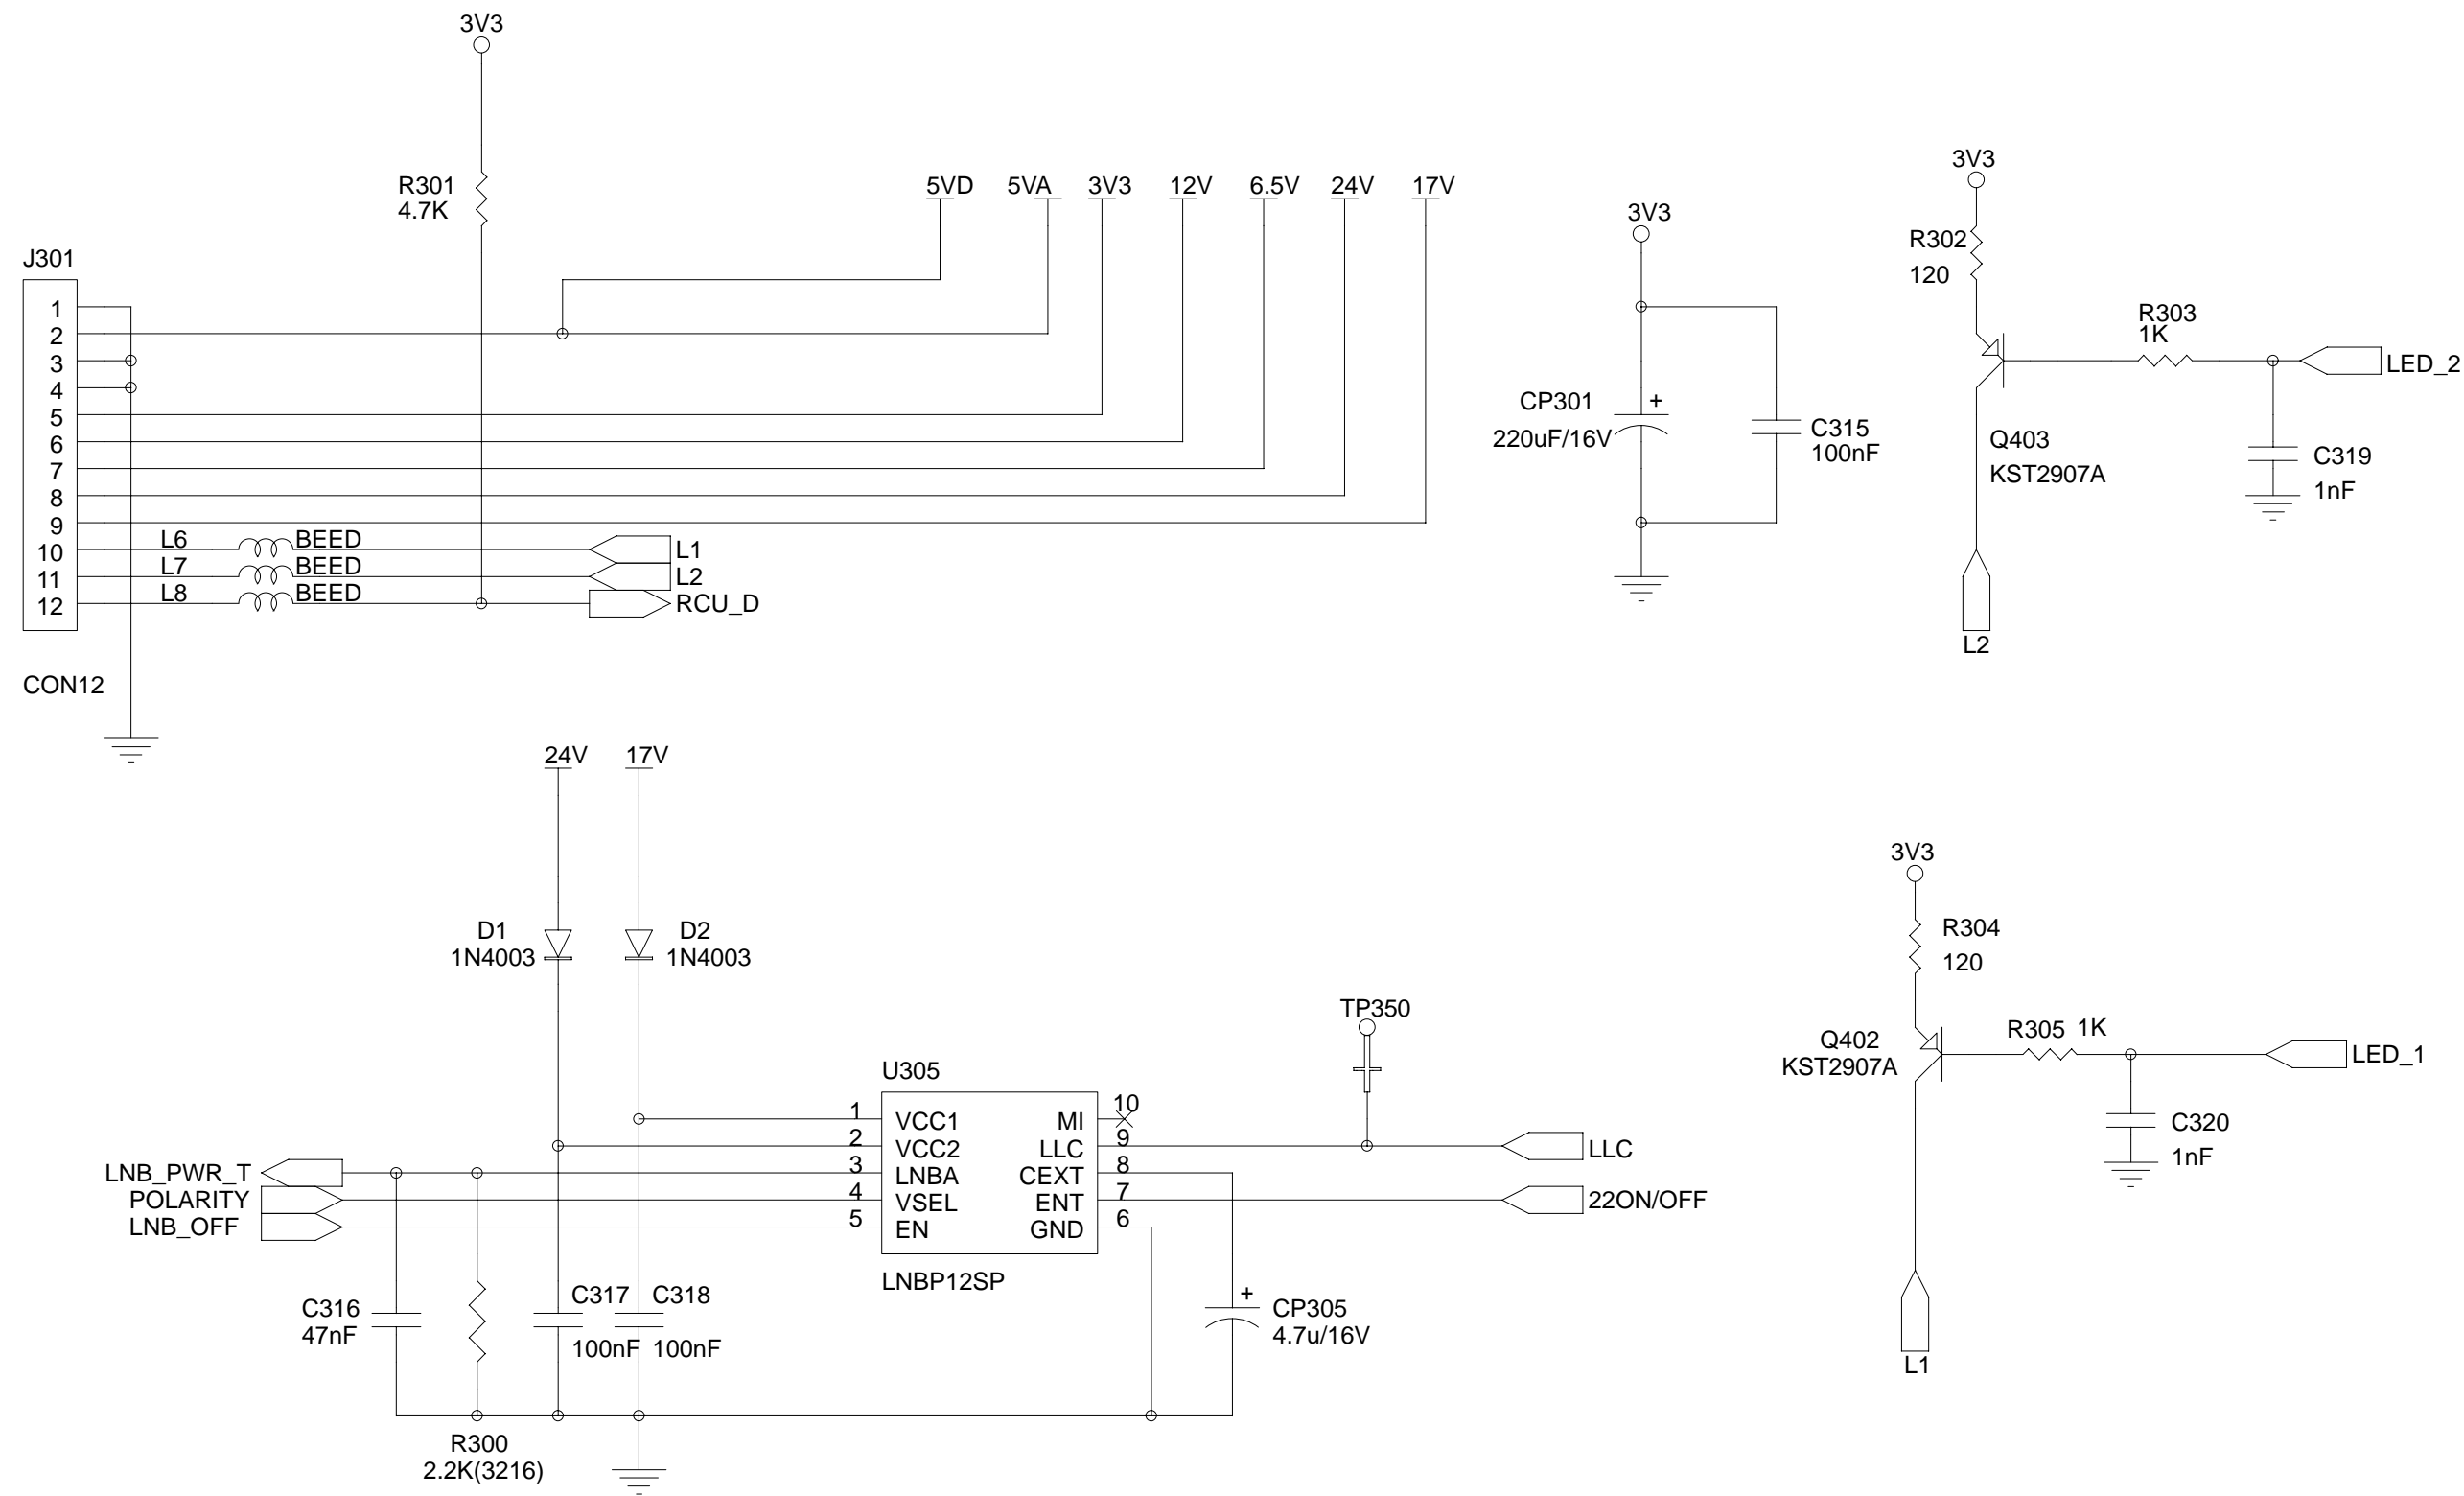 3V3
R301
4.7K
5VD 5VA 3V3 12V 6.5V 24V 17V
J301
1
2
3
4
5
6
7
8
9
10 L6 BEED L1
11 L7 BEED L2
12 L8 BEED RCU_D
CON12
3V3
CP301 +
220uF/16V
C315
100nF
3V3
R302
120
R303
1K
LED_2
Q403
KST2907A
C319
1nF
L2
24V 17V
D1
1N4003
D2
1N4003
TP350
U305
1 VCC1 MI 10
2 VCC2 LLC 9 LLC
LNB_PWR_T 3 LNBA CEXT 8
POLARITY 4 VSEL ENT 7 22ON/OFF
LNB_OFF 5 EN GND 6
LNBP12SP
C316
47nF
C317
100nF
C318
100nF
+
CP305
4.7u/16V
R300
2.2K(3216)
3V3
R304
120
Q402
KST2907A
R305 1K
LED_1
C320
1nF
L1